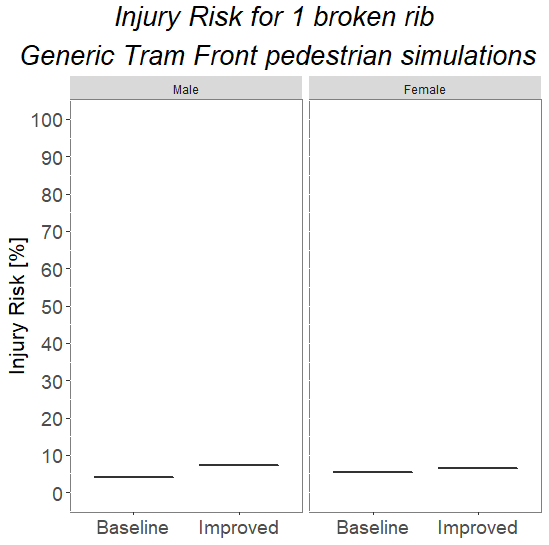 Injury Risk for 1 broken rib
Generic Tram Front pedestrian simulations
Male Female
Injury Risk [%]
100
90
80
70
60
50
40
30
20
10
0
Baseline Improved Baseline Improved